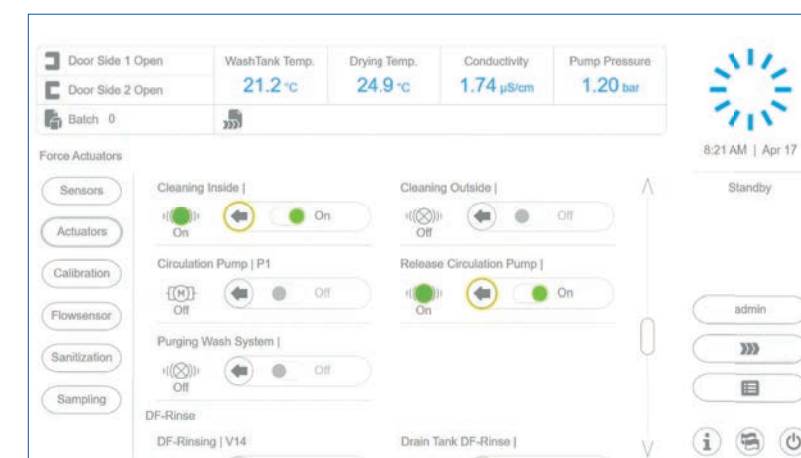 Door Side 1 Open
Door Side 2 Open
Batch 0
WashTank Temp.
21.2 °C
Drying Temp.
24.9 °C
Conductivity
1.74 µS/cm
Pump Pressure
1.20 bar
8:21 AM | Apr 17
Standby
Force Actuators
Sensors
Actuators
Calibration
Flowsensor
Sanitization
Sampling
Cleaning Inside |
On
On
Cleaning Outside |
Off
Off
Circulation Pump | P1
M
Off
Off
Release Circulation Pump |
On
On
Purging Wash System |
Off
Off
DF-Rinse
DF-Rinsing | V14
Drain Tank DF-Rinse |
admin
i